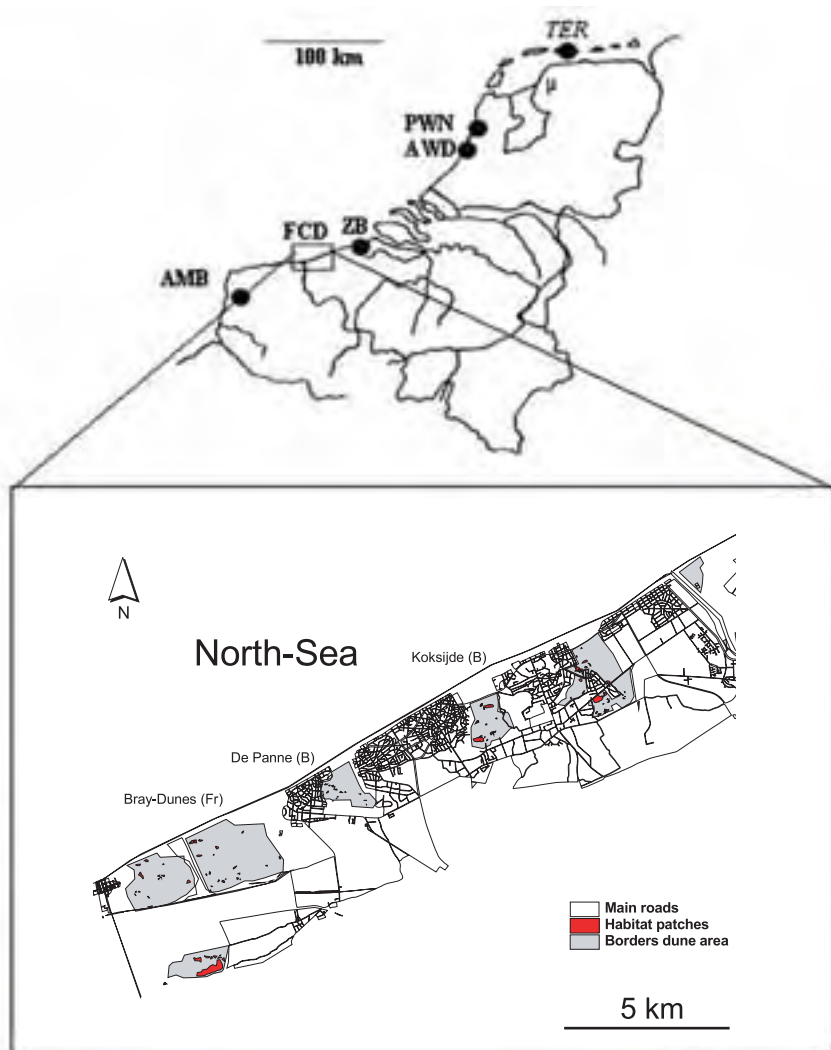 TER
100 km
µ
PWN
AWD
FCD
ZB
AMB
N
North-Sea
Koksijde (B)
De Panne (B)
Bray-Dunes (Fr)
Main roads
Habitat patches
Borders dune area
5 km